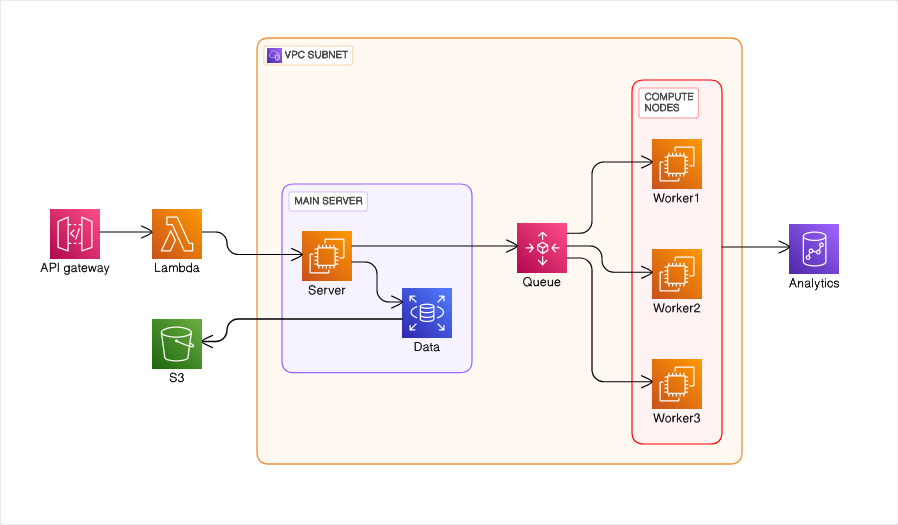 VPC SUBNET
COMPUTE
NODES
Worker1
MAIN SERVER
API gateway
Lambda
Server
Queue
Analytics
Worker2
Data
S3
Worker3